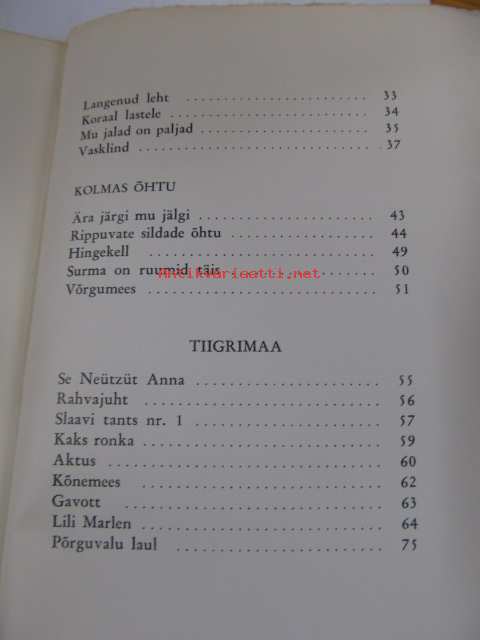 Langenud leht ........................ 33
Koraal lastele ........................ 34
Mu jalad on paljad ........................ 35
Vasklind ........................ 37
KOLMAS ÕHTU
Ära järgi mu jälgi ........................ 43
Rippuvate sildade õhtu ........................ 44
Hingekell ........................ 49
Surma on ruumid täis ........................ 50
Antikvariaatti.net
Võrgumees ........................ 51
TIIGRIMAA
Se Neützüt Anna ........................ 55
Rahvajuht ........................ 56
Slaavi tants nr. 1 ........................ 57
Kaks ronka ........................ 59
Aktus ........................ 60
Kõnemees ........................ 62
Gavott ........................ 63
Lili Marlen ........................ 64
Põrguvalu laul ........................ 75